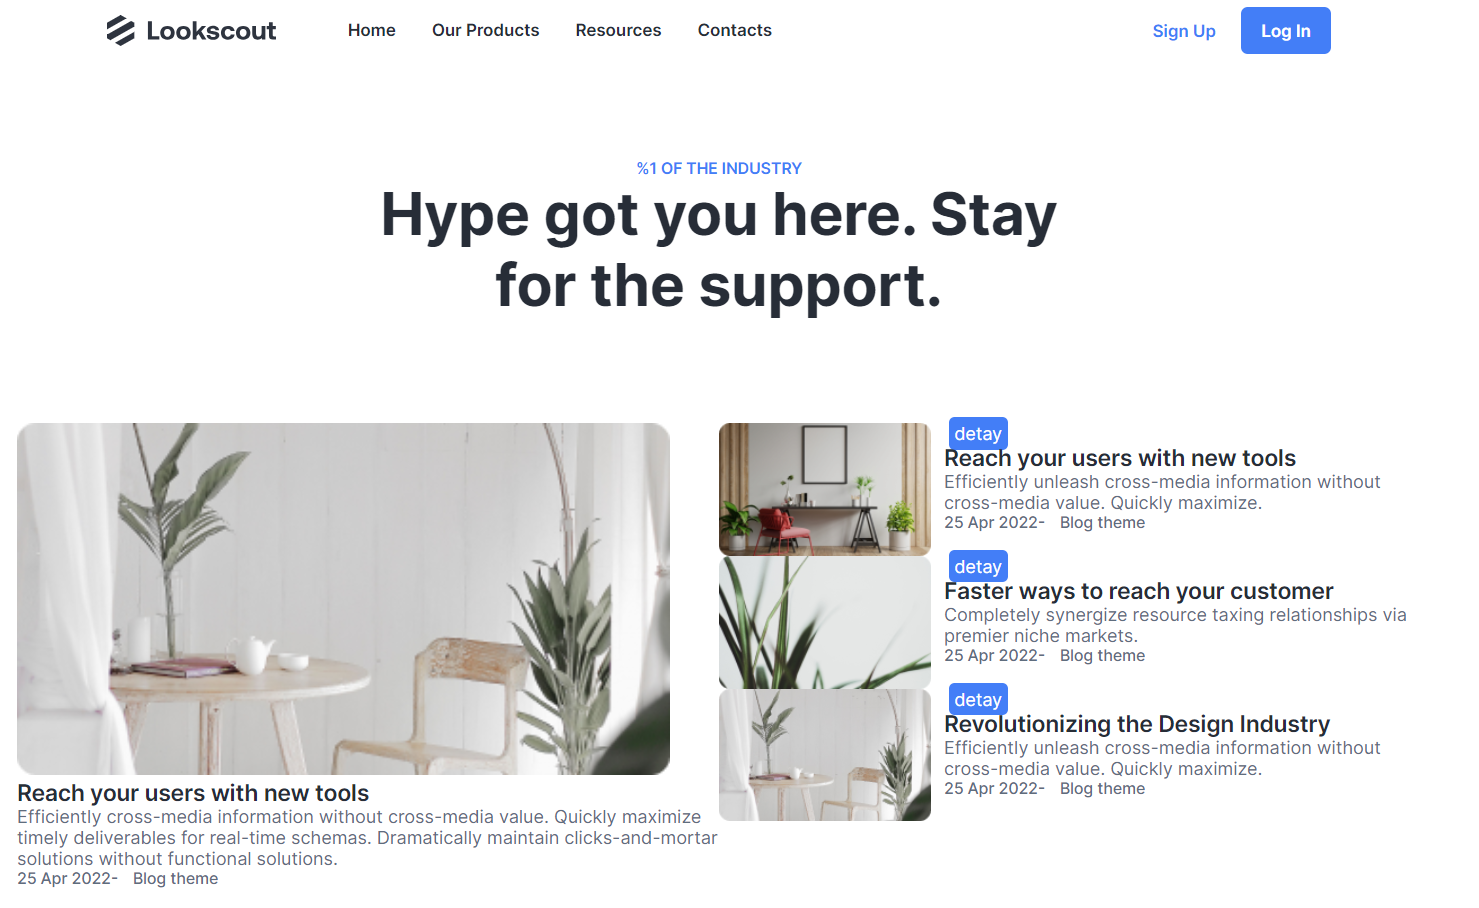 Lookscout
Home Our Products Resources Contacts
Sign Up Log In
%1 OF THE INDUSTRY
Hype got you here. Stay
for the support.
Reach your users with new tools
Efficiently cross-media information without cross-media value. Quickly maximize
timely deliverables for real-time schemas. Dramatically maintain clicks-and-mortar
solutions without functional solutions.
25 Apr 2022- Blog theme
detay
Reach your users with new tools
Efficiently unleash cross-media information without
cross-media value. Quickly maximize.
25 Apr 2022- Blog theme
detay
Faster ways to reach your customer
Completely synergize resource taxing relationships via
premier niche markets.
25 Apr 2022- Blog theme
detay
Revolutionizing the Design Industry
Efficiently unleash cross-media information without
cross-media value. Quickly maximize.
25 Apr 2022- Blog theme